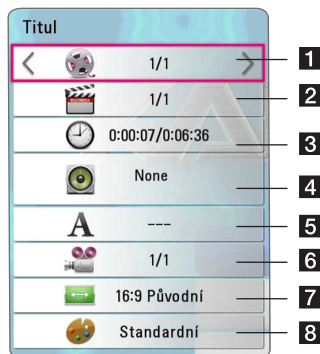 Titul
1/1 1
MULTIMEDIA
1/1 2
0:00:07/0:06:36 3
None 4
A --- 5
1/1 6
16:9 Původní 7
Standardní 8